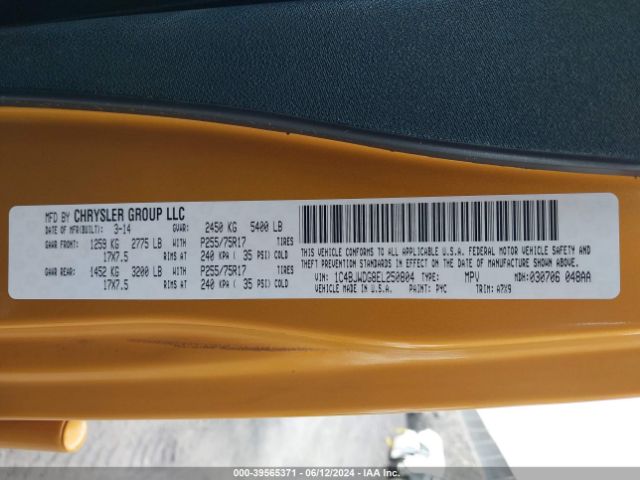 MFD BY CHRYSLER GROUP LLC
DATE OF MFR(BUILT): 3-14 GVWR: 2450 KG 5400 LB
GAWR FRONT: 1259 KG 2775 LB WITH P255/75R17 TIRES
17X7.5 RIMS AT 240 KPA ( 35 PSI) COLD
GAWR REAR: 1452 KG 3200 LB WITH P255/75R17 TIRES
17X7.5 RIMS AT 240 KPA ( 35 PSI) COLD
THIS VEHICLE CONFORMS TO ALL APPLICABLE U.S.A. FEDERAL MOTOR VEHICLE SAFETY AND
THEFT PREVENTION STANDARDS IN EFFECT ON THE DATE OF MANUFACTURE SHOWN ABOVE.
VIN: 1C4BJWDG8EL250804 TYPE: MPV MDH:030706 048AA
VEHICLE MADE IN U.S.A. PAINT: PYC TRIM: A7X9
000-39565371 - 06/12/2024 - IAA Inc.